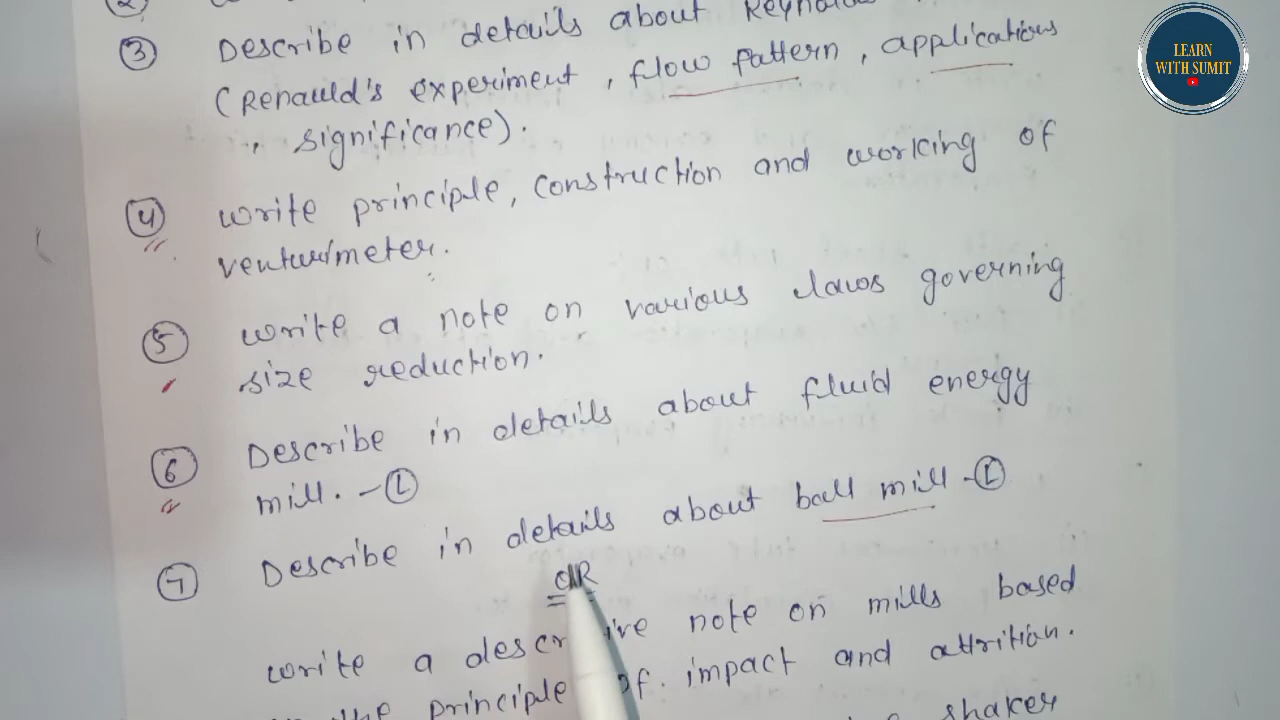 ③ Describe in details about Reynolds
(Renauld's experiment, flow pattern, applications
, significance).
④ write principle, construction and working of
venturimeter.
⑤ write a note on various laws governing
size reduction.
⑥ Describe in details about fluid energy
mill. - Ⓛ
⑦ Describe in details about ball mill - Ⓛ
OR
write a note on mills based
principle of impact and attrition.
shaker
LEARN
WITH SUMIT